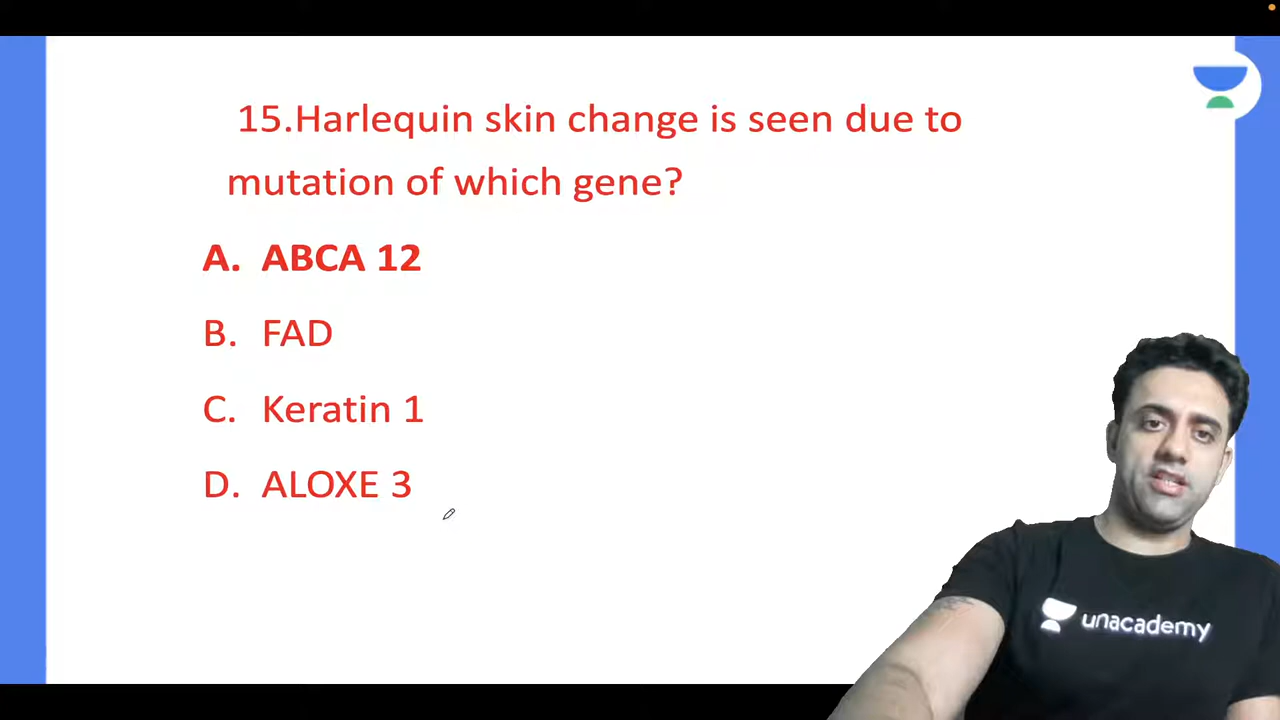 15.Harlequin skin change is seen due to
mutation of which gene?
A. ABCA 12
B. FAD
C. Keratin 1
D. ALOXE 3
unacademy